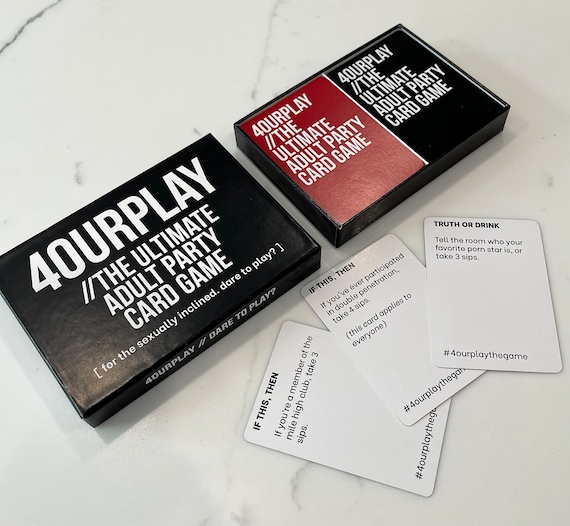 4OURPLAY
//THE ULTIMATE
ADULT PARTY
CARD GAME
[ for the sexually inclined. dare to play? ]
4OURPLAY // DARE TO PLAY?
4OURPLAY
//THE
ULTIMATE
ADULT PARTY
CARD GAME
4OURPLAY
//THE
ULTIMATE
ADULT PARTY
CARD GAME
IF THIS, THEN
If you're a member of the
mile high club, take 3
sips.
#4ourplaytheg
IF THIS, THEN
If you've ever participated
in double penetration,
take 4 sips.
(this card applies to
everyone)
#4ourplaythegam
TRUTH OR DRINK
Tell the room who your
favorite porn star is, or
take 3 sips.
#4ourplaythegame